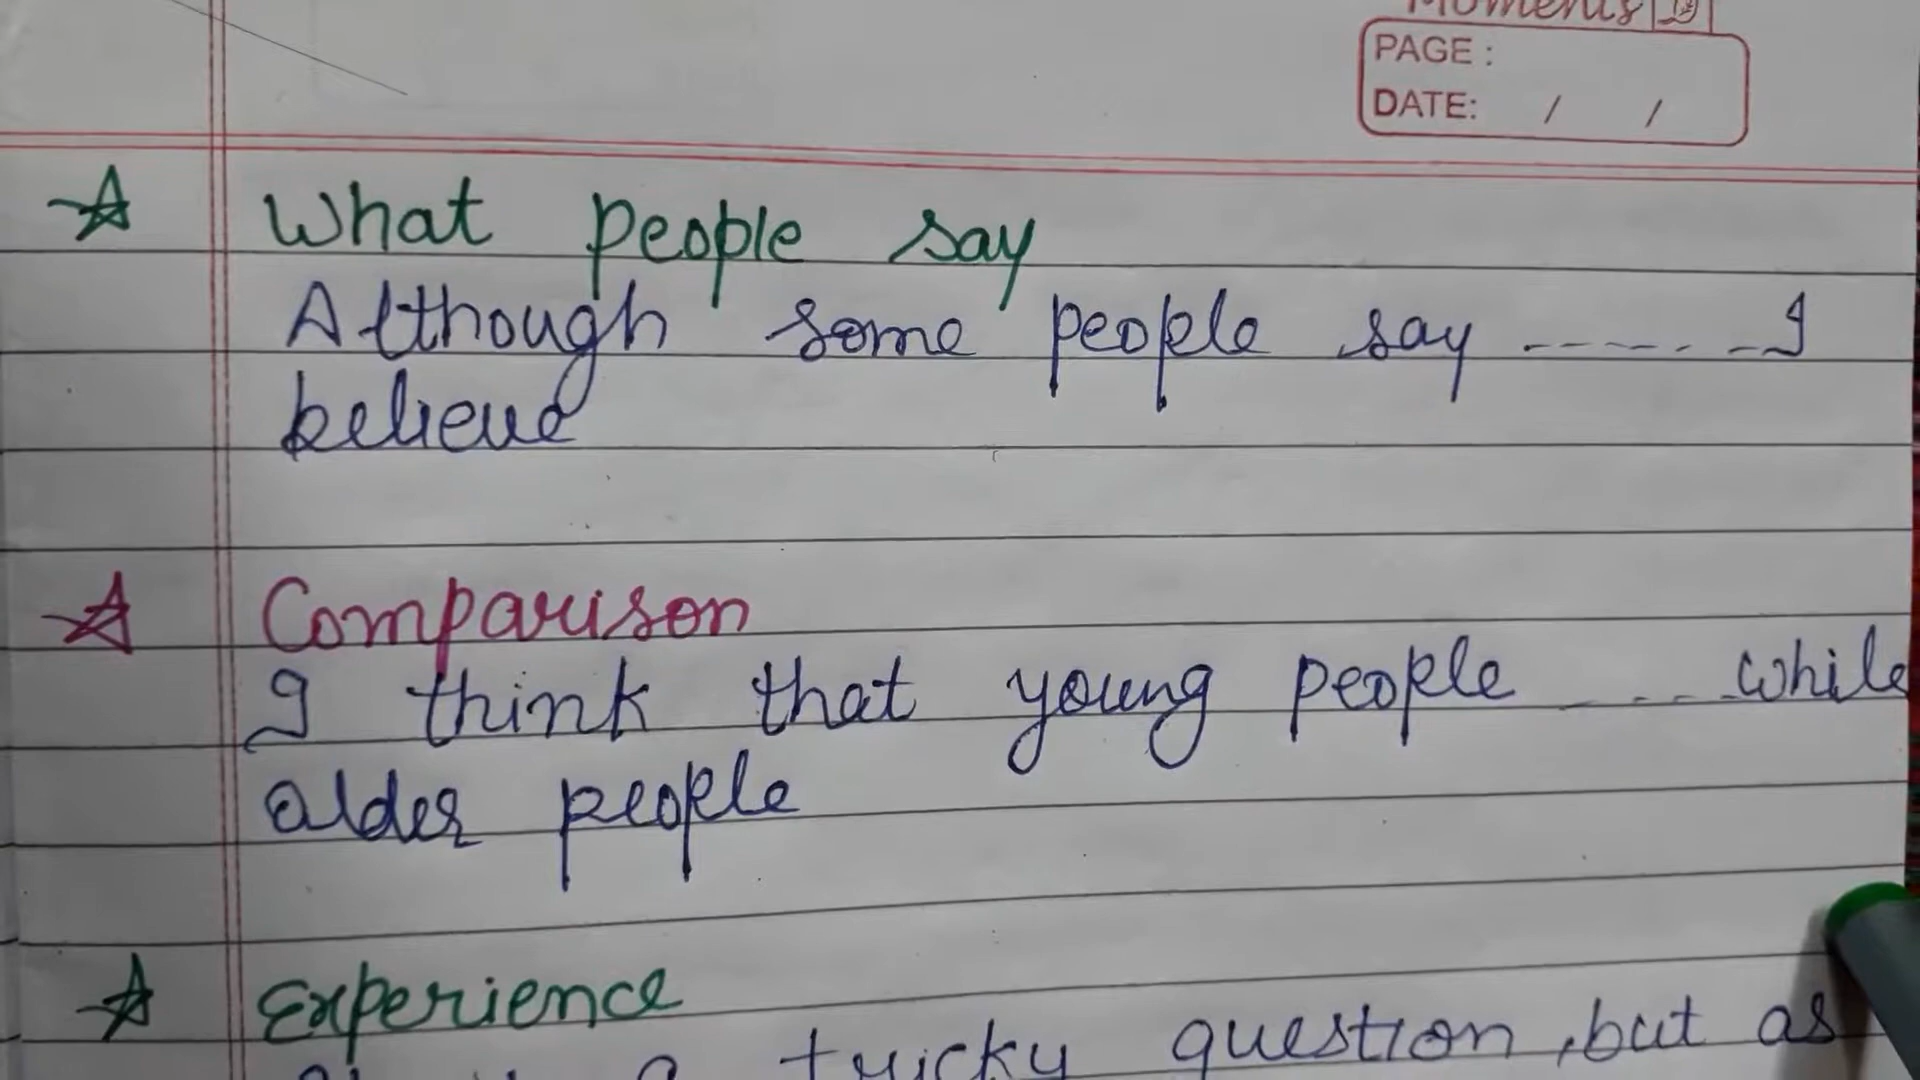 Moments
PAGE :
DATE: / /
What people say
Although some people say ------- I
believe
Comparison
I think that young people ---- while
older people
Experience
a tricky question, but as